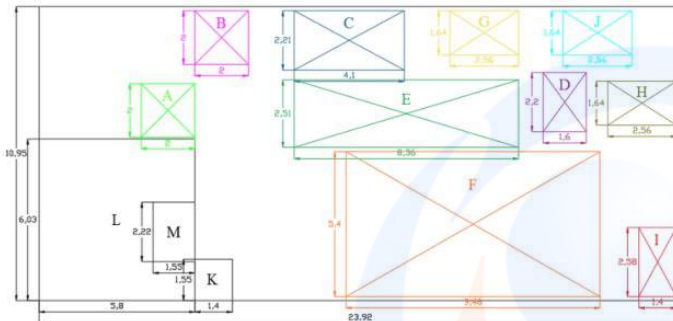 B
C
G
J
2
2,21
1,64
1,64
2
4,1
2,56
2,56
A
E
D
H
2
2,51
2,2
1,64
2
8,36
1,6
2,56
10,95
6,03
F
L
5,4
2,22
M
I
2,58
1,55
1,55
K
5,8
1,4
9,46
1,4
23,92